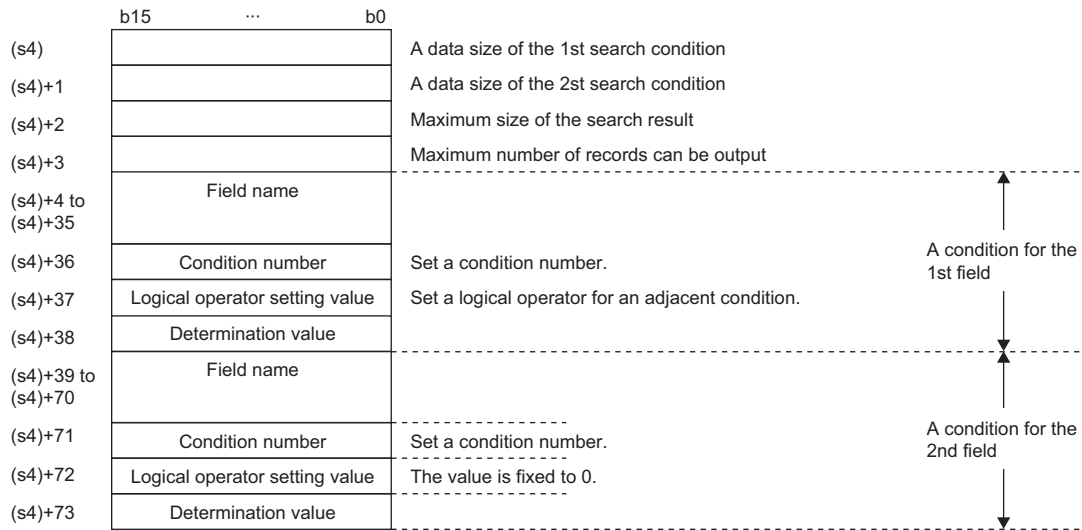 b15 ... b0
(s4) A data size of the 1st search condition
(s4)+1 A data size of the 2st search condition
(s4)+2 Maximum size of the search result
(s4)+3 Maximum number of records can be output
(s4)+4 to
(s4)+35
Field name
(s4)+36 Condition number Set a condition number.
(s4)+37 Logical operator setting value Set a logical operator for an adjacent condition.
(s4)+38 Determination value
A condition for the
1st field
(s4)+39 to
(s4)+70
Field name
(s4)+71 Condition number Set a condition number.
(s4)+72 Logical operator setting value The value is fixed to 0.
(s4)+73 Determination value
A condition for the
2nd field